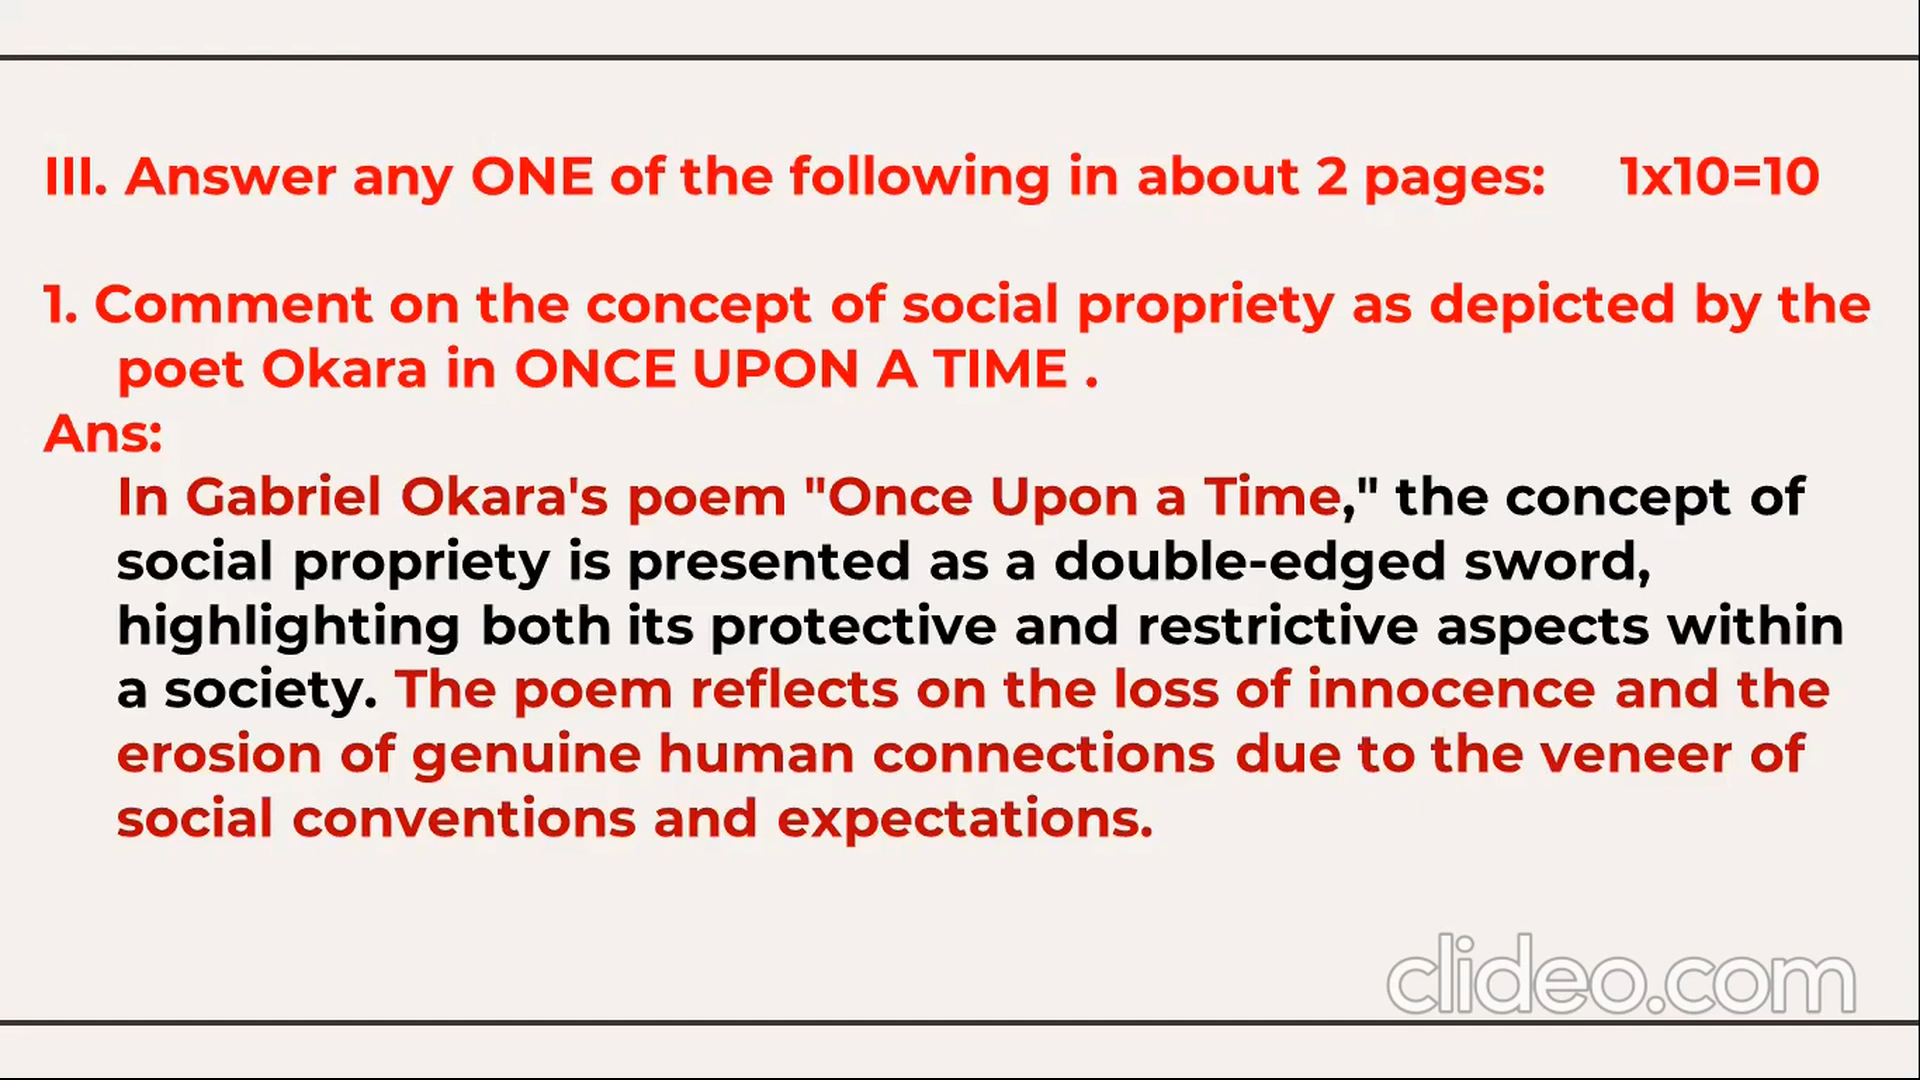 III. Answer any ONE of the following in about 2 pages: 1x10=10
1. Comment on the concept of social propriety as depicted by the
poet Okara in ONCE UPON A TIME .
Ans:
In Gabriel Okara's poem "Once Upon a Time," the concept of
social propriety is presented as a double-edged sword,
highlighting both its protective and restrictive aspects within
a society. The poem reflects on the loss of innocence and the
erosion of genuine human connections due to the veneer of
social conventions and expectations.
clideo.com